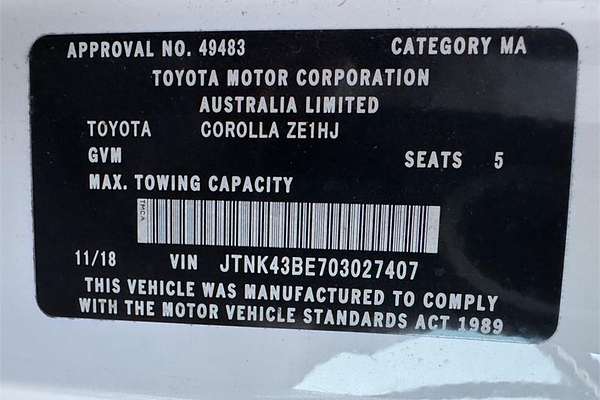 APPROVAL NO. 49483 CATEGORY MA
TOYOTA MOTOR CORPORATION
AUSTRALIA LIMITED
TOYOTA COROLLA ZE1HJ
GVM SEATS 5
MAX. TOWING CAPACITY
TMCA
11/18 VIN JTNK43BE703027407
THIS VEHICLE WAS MANUFACTURED TO COMPLY
WITH THE MOTOR VEHICLE STANDARDS ACT 1989